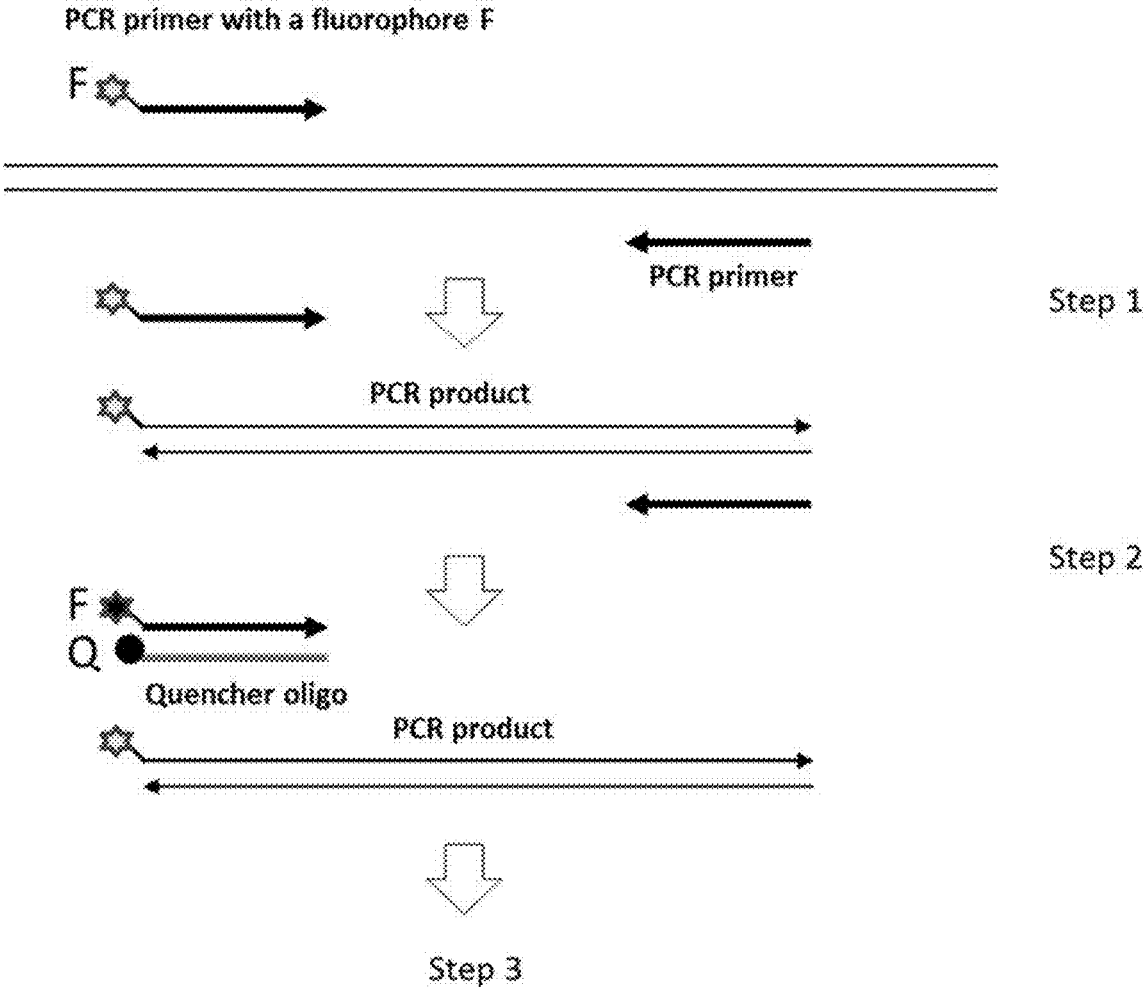 PCR primer with a fluorophore F
F
PCR primer
Step 1
PCR product
Step 2
F
Q
Quencher oligo
PCR product
Step 3